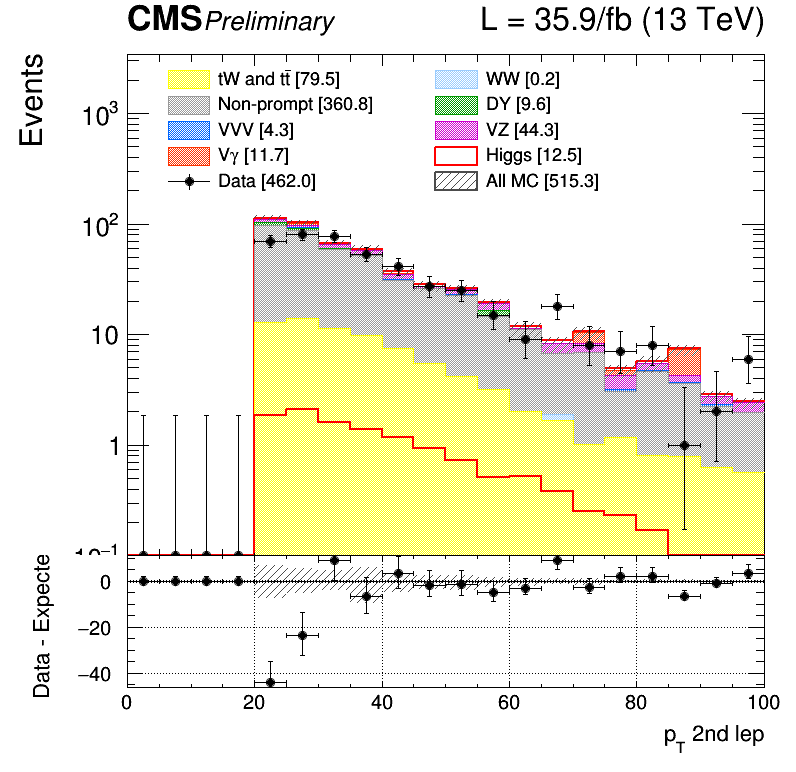 CMS Preliminary L = 35.9/fb (13 TeV)
Events
tW and tt̄ [79.5] WW [0.2]
Non-prompt [360.8] DY [9.6]
VVV [4.3] VZ [44.3]
Vγ [11.7] Higgs [12.5]
Data [462.0] All MC [515.3]
10³
10²
10
1
10⁻¹
Data - Expecte
0
−20
−40
0 20 40 60 80 100
p_T 2nd lep